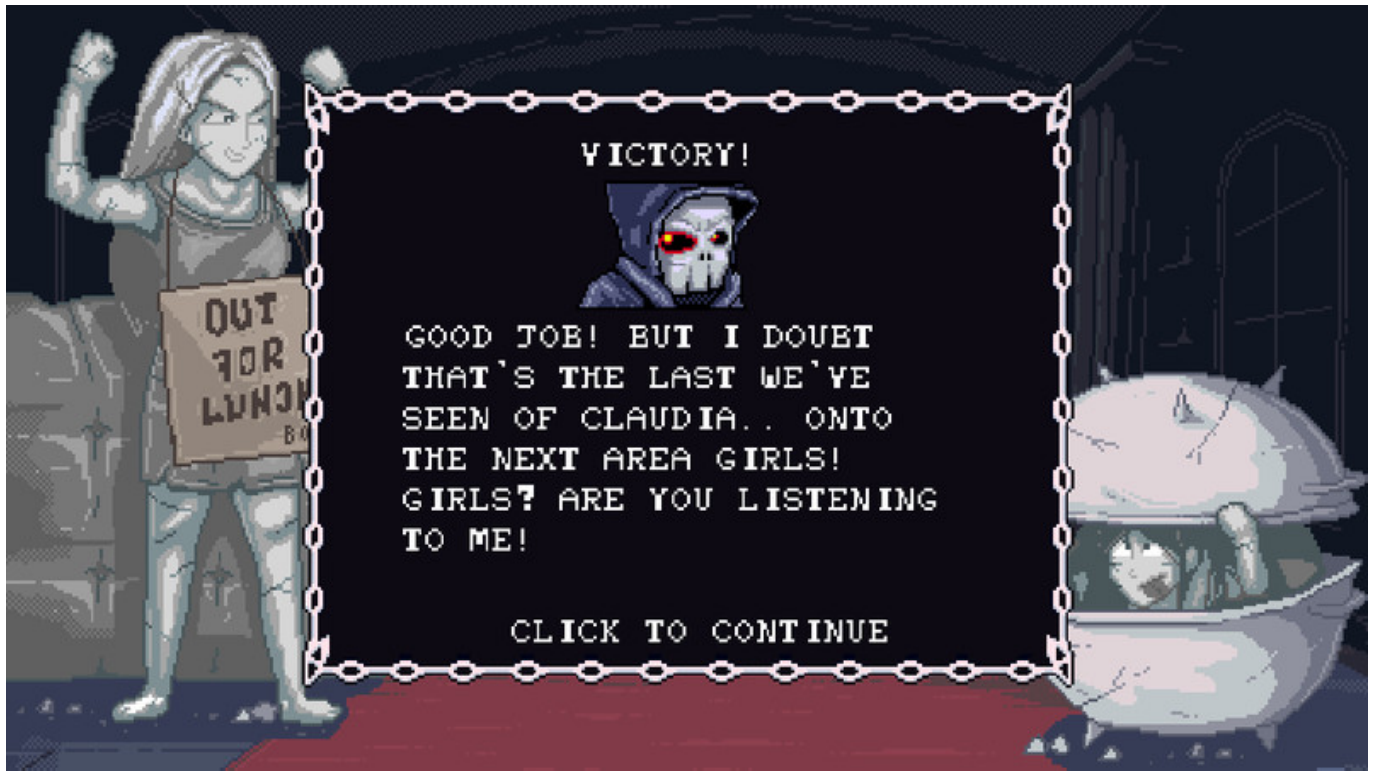 VICTORY!
GOOD JOB! BUT I DOUBT
THAT'S THE LAST WE'VE
SEEN OF CLAUDIA.. ONTO
THE NEXT AREA GIRLS!
GIRLS? ARE YOU LISTENING
TO ME!
CLICK TO CONTINUE
OUT
FOR
LUNCH